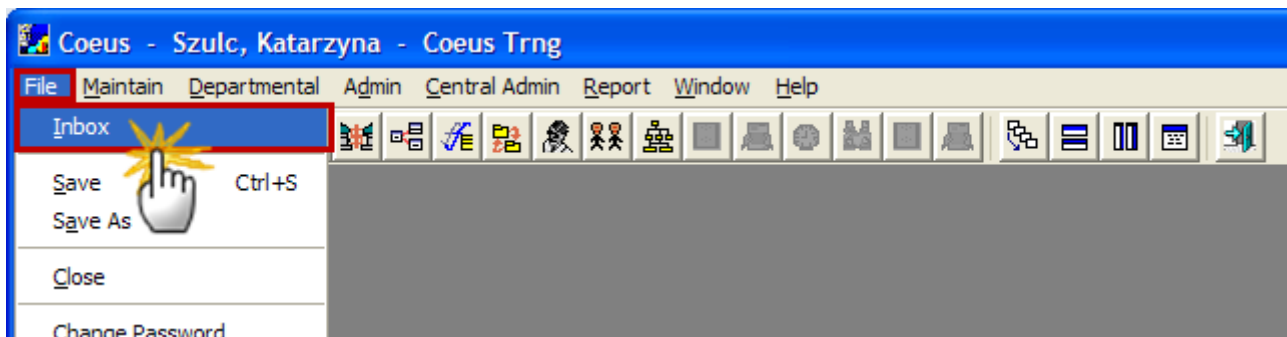 Coeus - Szulc, Katarzyna - Coeus Trng
File Maintain Departmental Admin Central Admin Report Window Help
Inbox
Save Ctrl+S
Save As
Close
Change Password